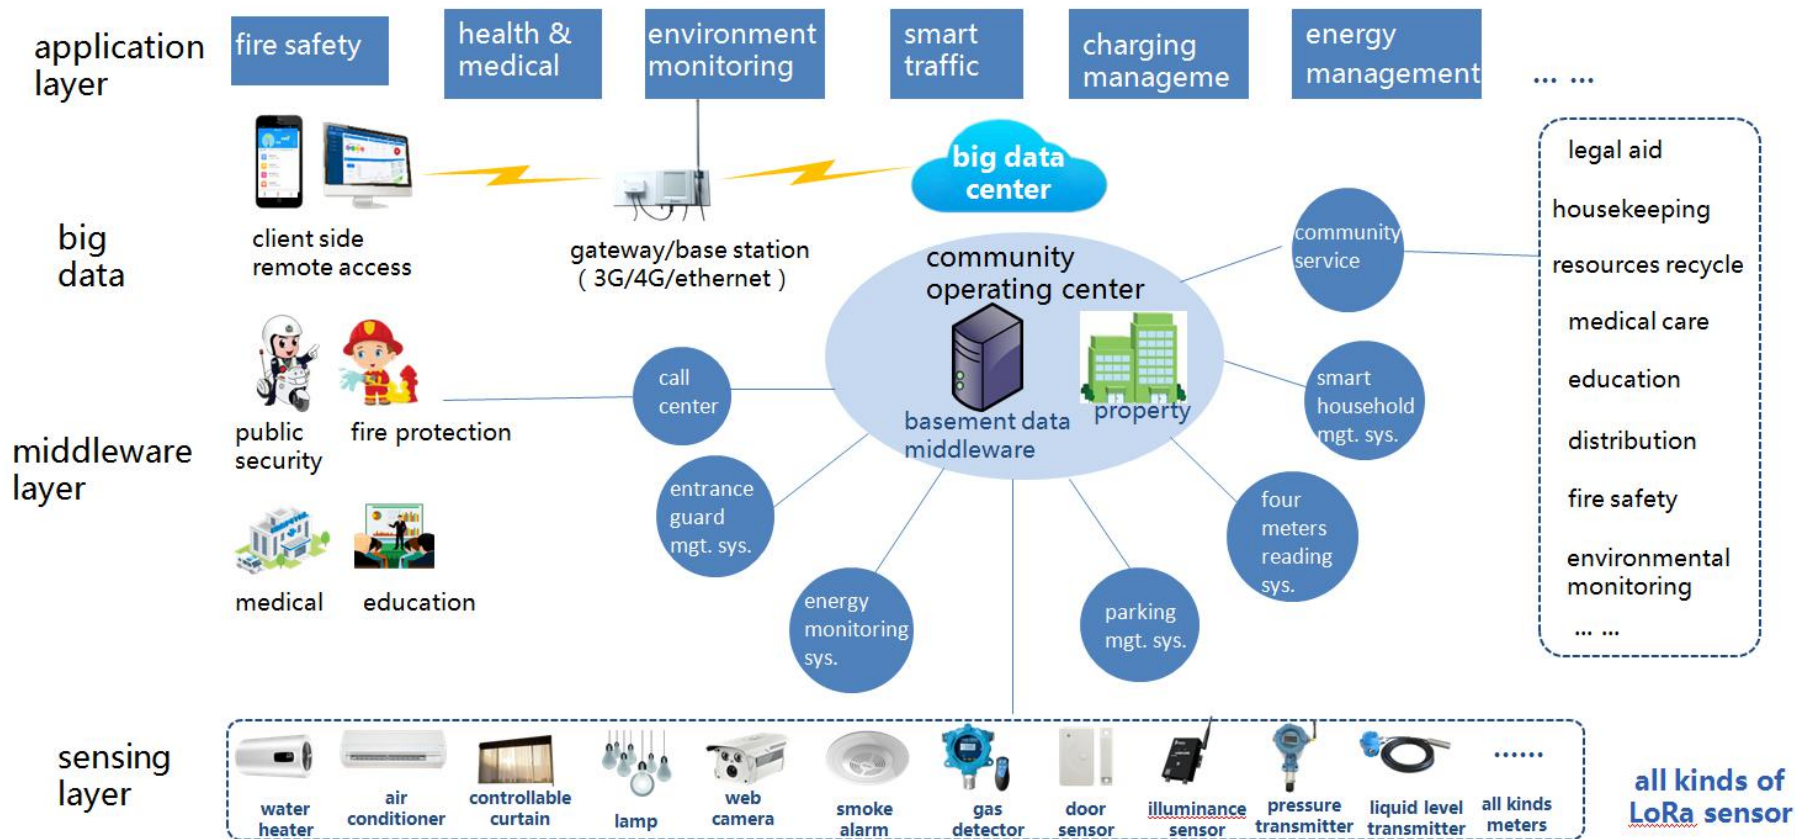 application
layer
fire safety
health &
medical
environment
monitoring
smart
traffic
charging
manageme
energy
management
... ...
big
data
client side
remote access
gateway/base station
( 3G/4G/ethernet )
big data
center
community
operating center
basement data
middleware
property
community
service
legal aid
housekeeping
resources recycle
medical care
education
distribution
fire safety
environmental
monitoring
... ...
middleware
layer
public
security
fire protection
medical
education
call
center
entrance
guard
mgt. sys.
energy
monitoring
sys.
parking
mgt. sys.
four
meters
reading
sys.
smart
household
mgt. sys.
sensing
layer
water
heater
air
conditioner
controllable
curtain
lamp
web
camera
smoke
alarm
gas
detector
door
sensor
illuminance
sensor
pressure
transmitter
liquid level
transmitter
......
all kinds
meters
all kinds of
LoRa sensor